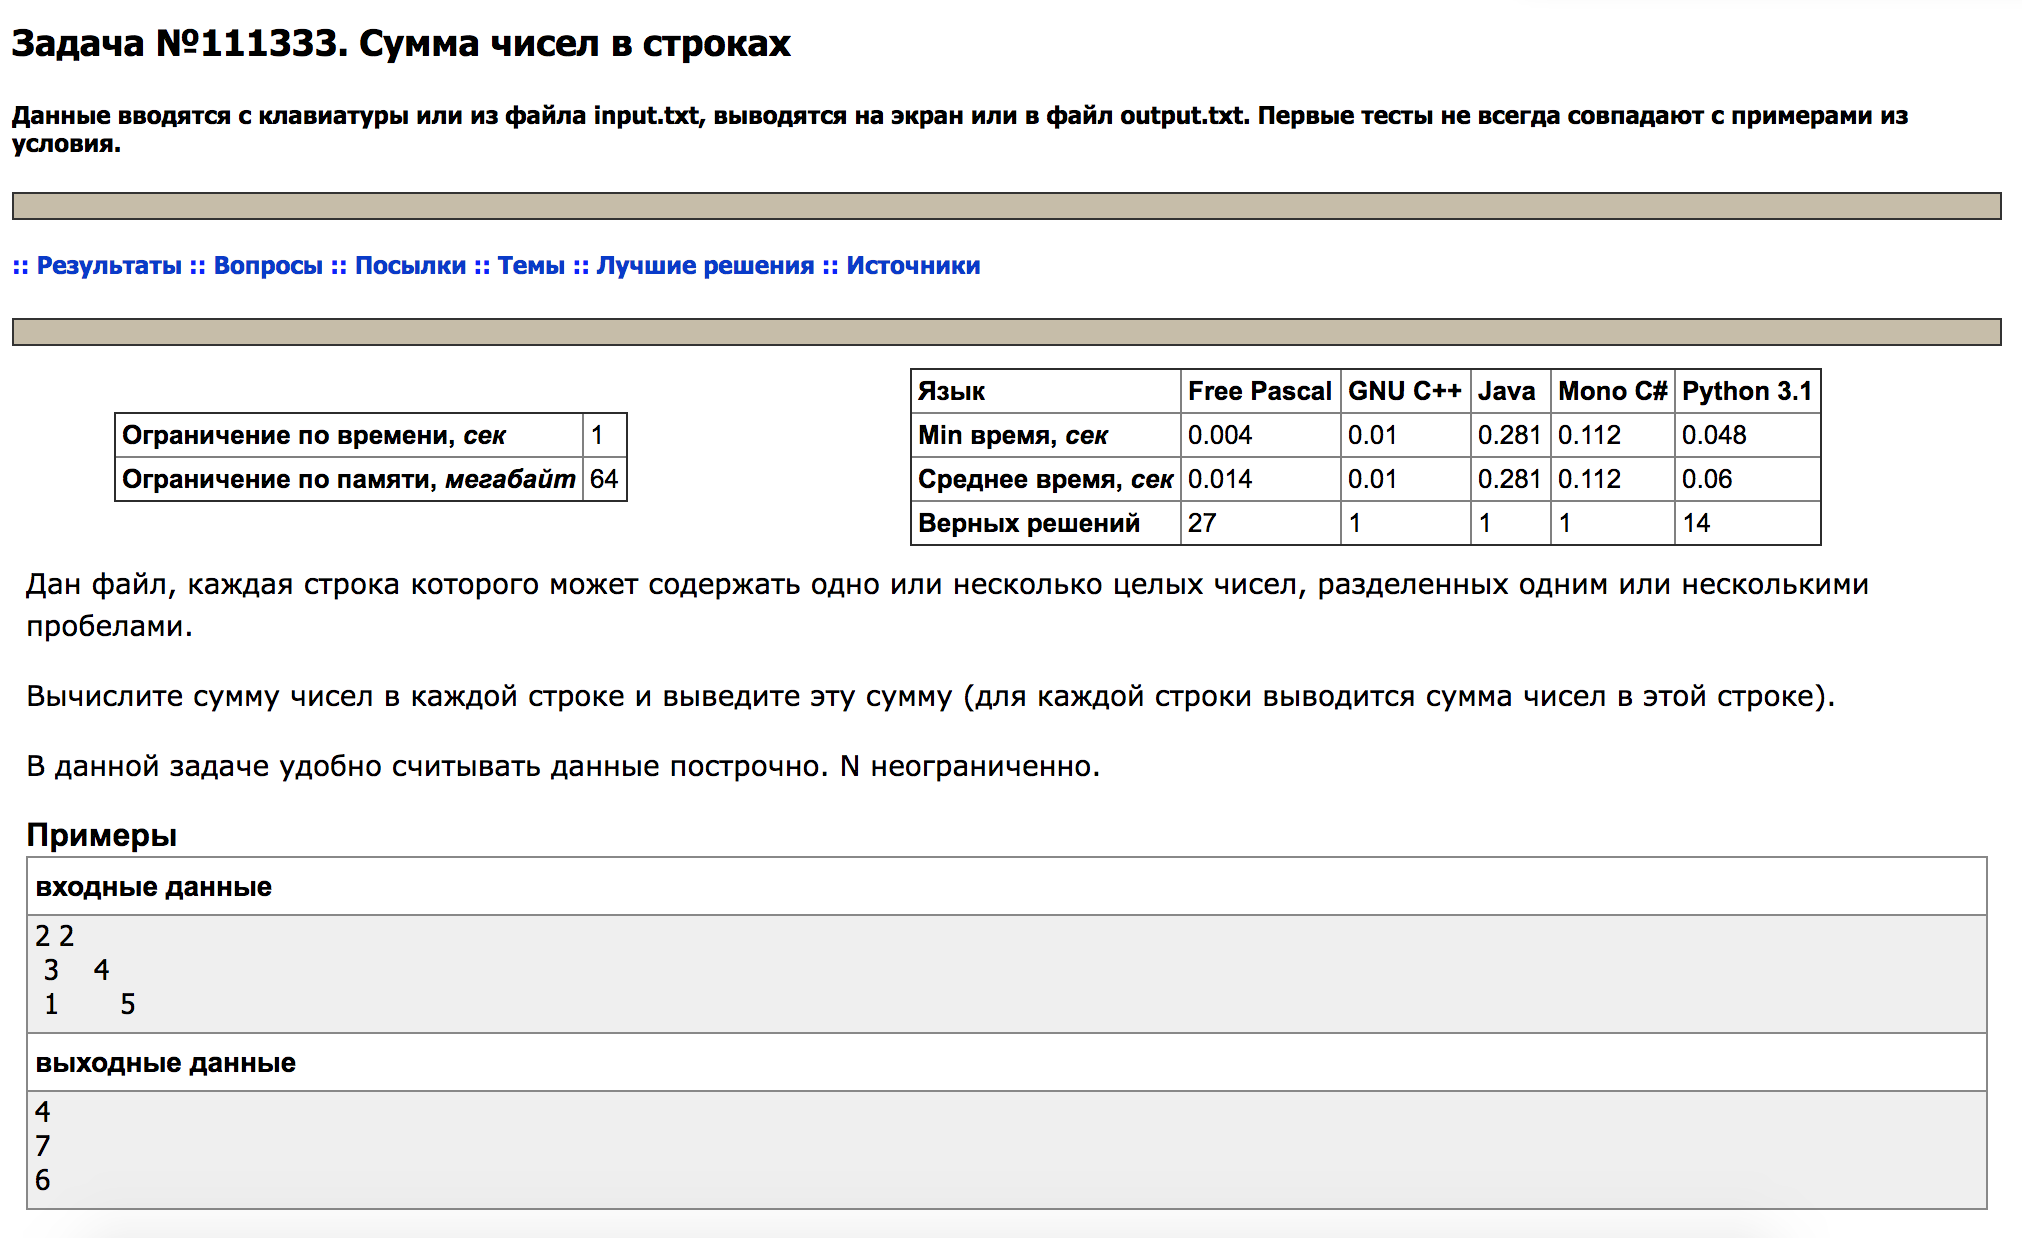 Задача №111333. Сумма чисел в строках
Данные вводятся с клавиатуры или из файла input.txt, выводятся на экран или в файл output.txt. Первые тесты не всегда совпадают с примерами из
условия.
:: Результаты :: Вопросы :: Посылки :: Темы :: Лучшие решения :: Источники
Ограничение по времени, сек 1
Ограничение по памяти, мегабайт 64
Язык Free Pascal GNU C++ Java Mono C# Python 3.1
Min время, сек 0.004 0.01 0.281 0.112 0.048
Среднее время, сек 0.014 0.01 0.281 0.112 0.06
Верных решений 27 1 1 1 14
Дан файл, каждая строка которого может содержать одно или несколько целых чисел, разделенных одним или несколькими
пробелами.
Вычислите сумму чисел в каждой строке и выведите эту сумму (для каждой строки выводится сумма чисел в этой строке).
В данной задаче удобно считывать данные построчно. N неограниченно.
Примеры
входные данные
2 2
3 4
1 5
выходные данные
4
7
6